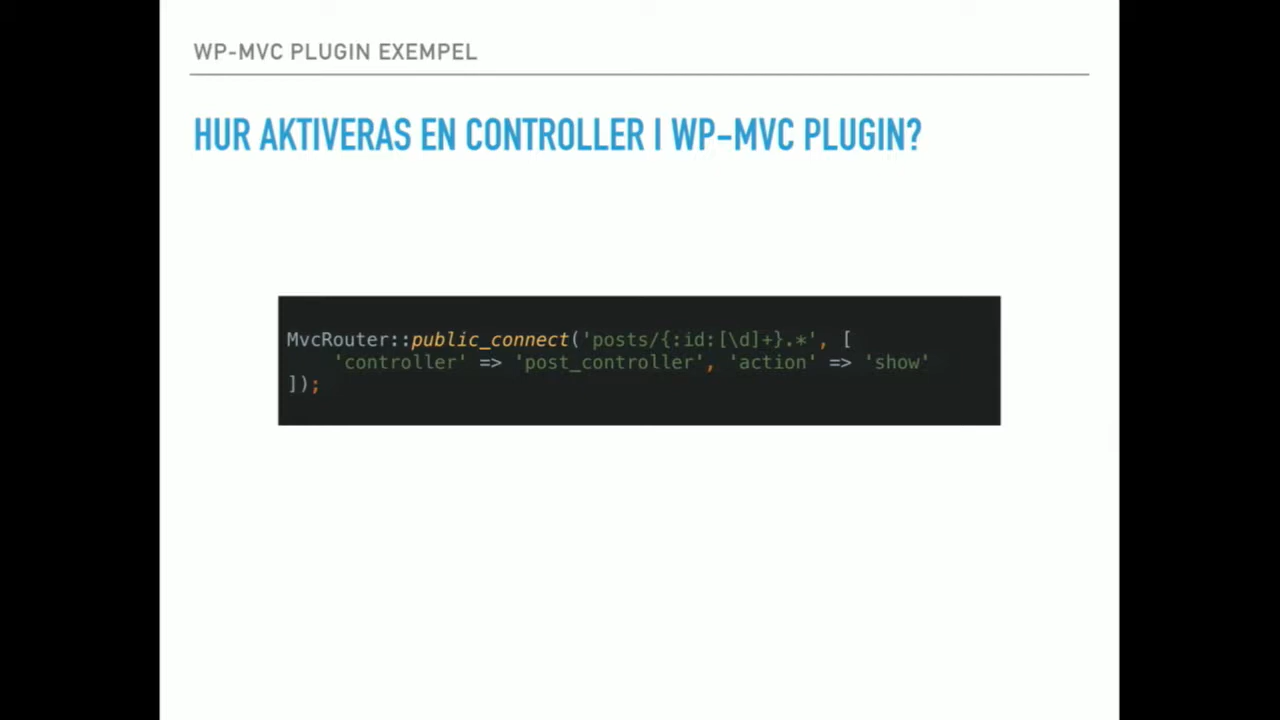 WP-MVC PLUGIN EXEMPEL
HUR AKTIVERAS EN CONTROLLER I WP-MVC PLUGIN?
MvcRouter::public_connect('posts/{:id:[\d]+}.*', [
    'controller' => 'post_controller', 'action' => 'show'
]);